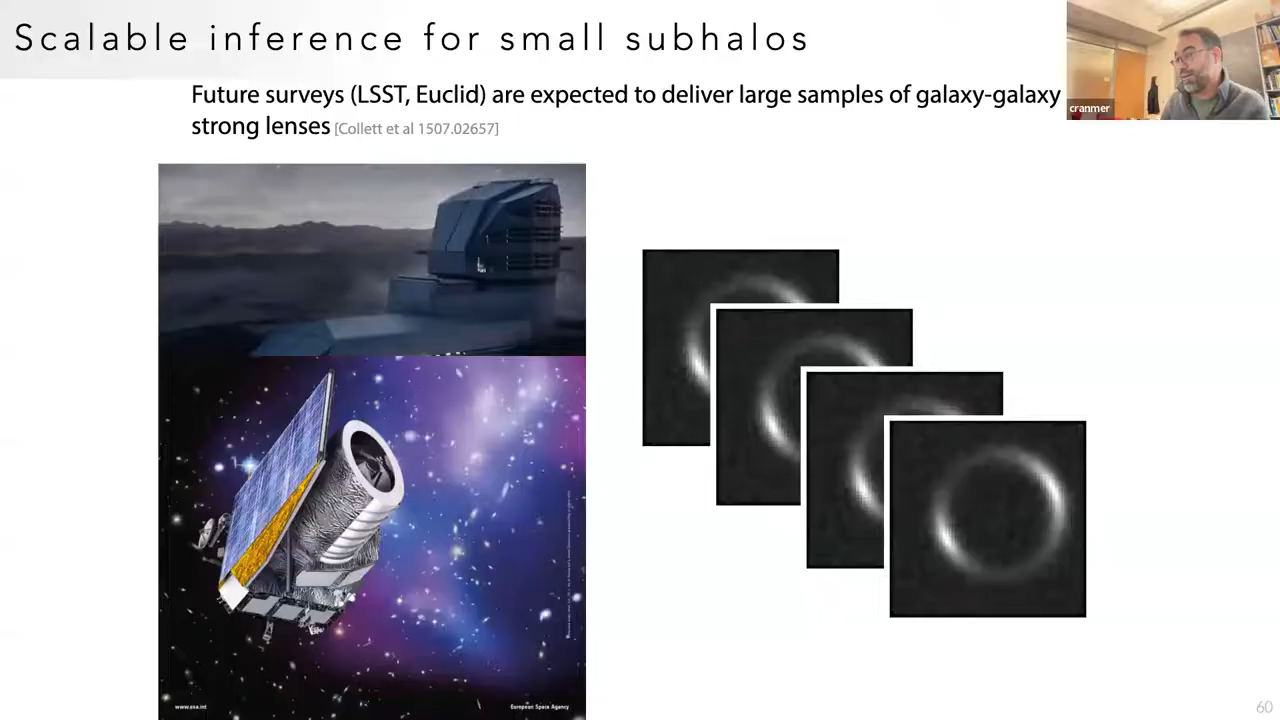 Scalable inference for small subhalos
Future surveys (LSST, Euclid) are expected to deliver large samples of galaxy-galaxy
strong lenses [Collett et al 1507.02657]
cranmer
www.esa.int
European Space Agency
60